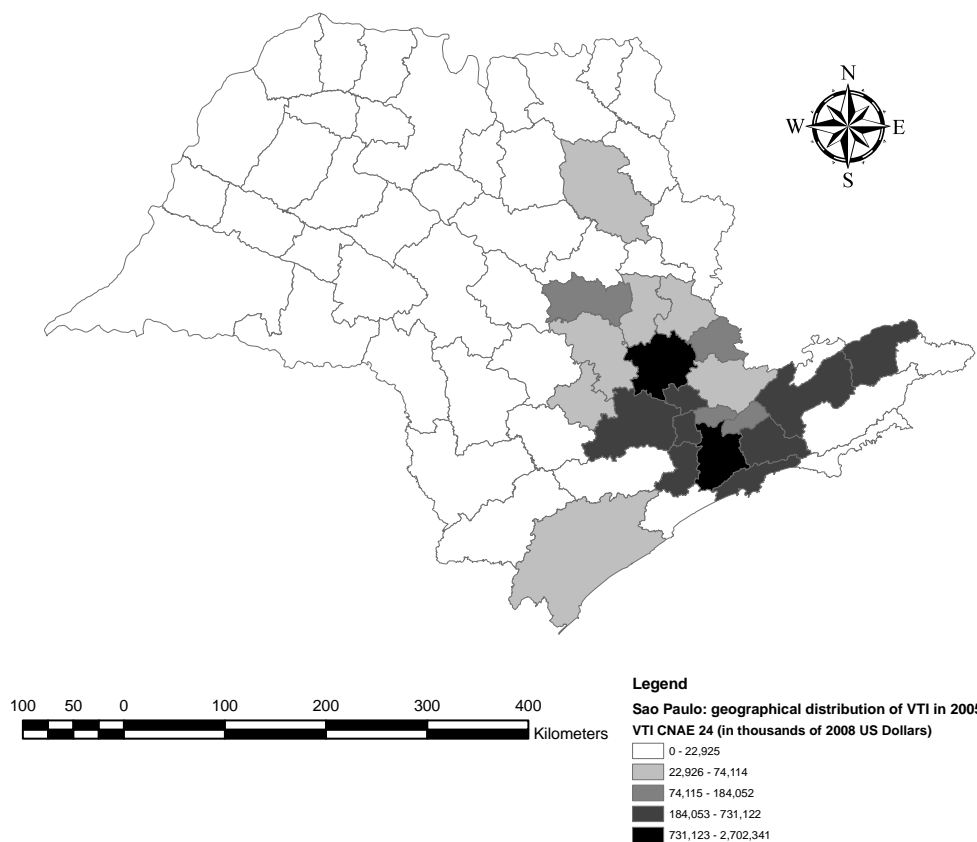 N
W E
S
100 50 0 100 200 300 400
Kilometers
Legend
Sao Paulo: geographical distribution of VTI in 2005
VTI CNAE 24 (in thousands of 2008 US Dollars)
0 - 22,925
22,926 - 74,114
74,115 - 184,052
184,053 - 731,122
731,123 - 2,702,341